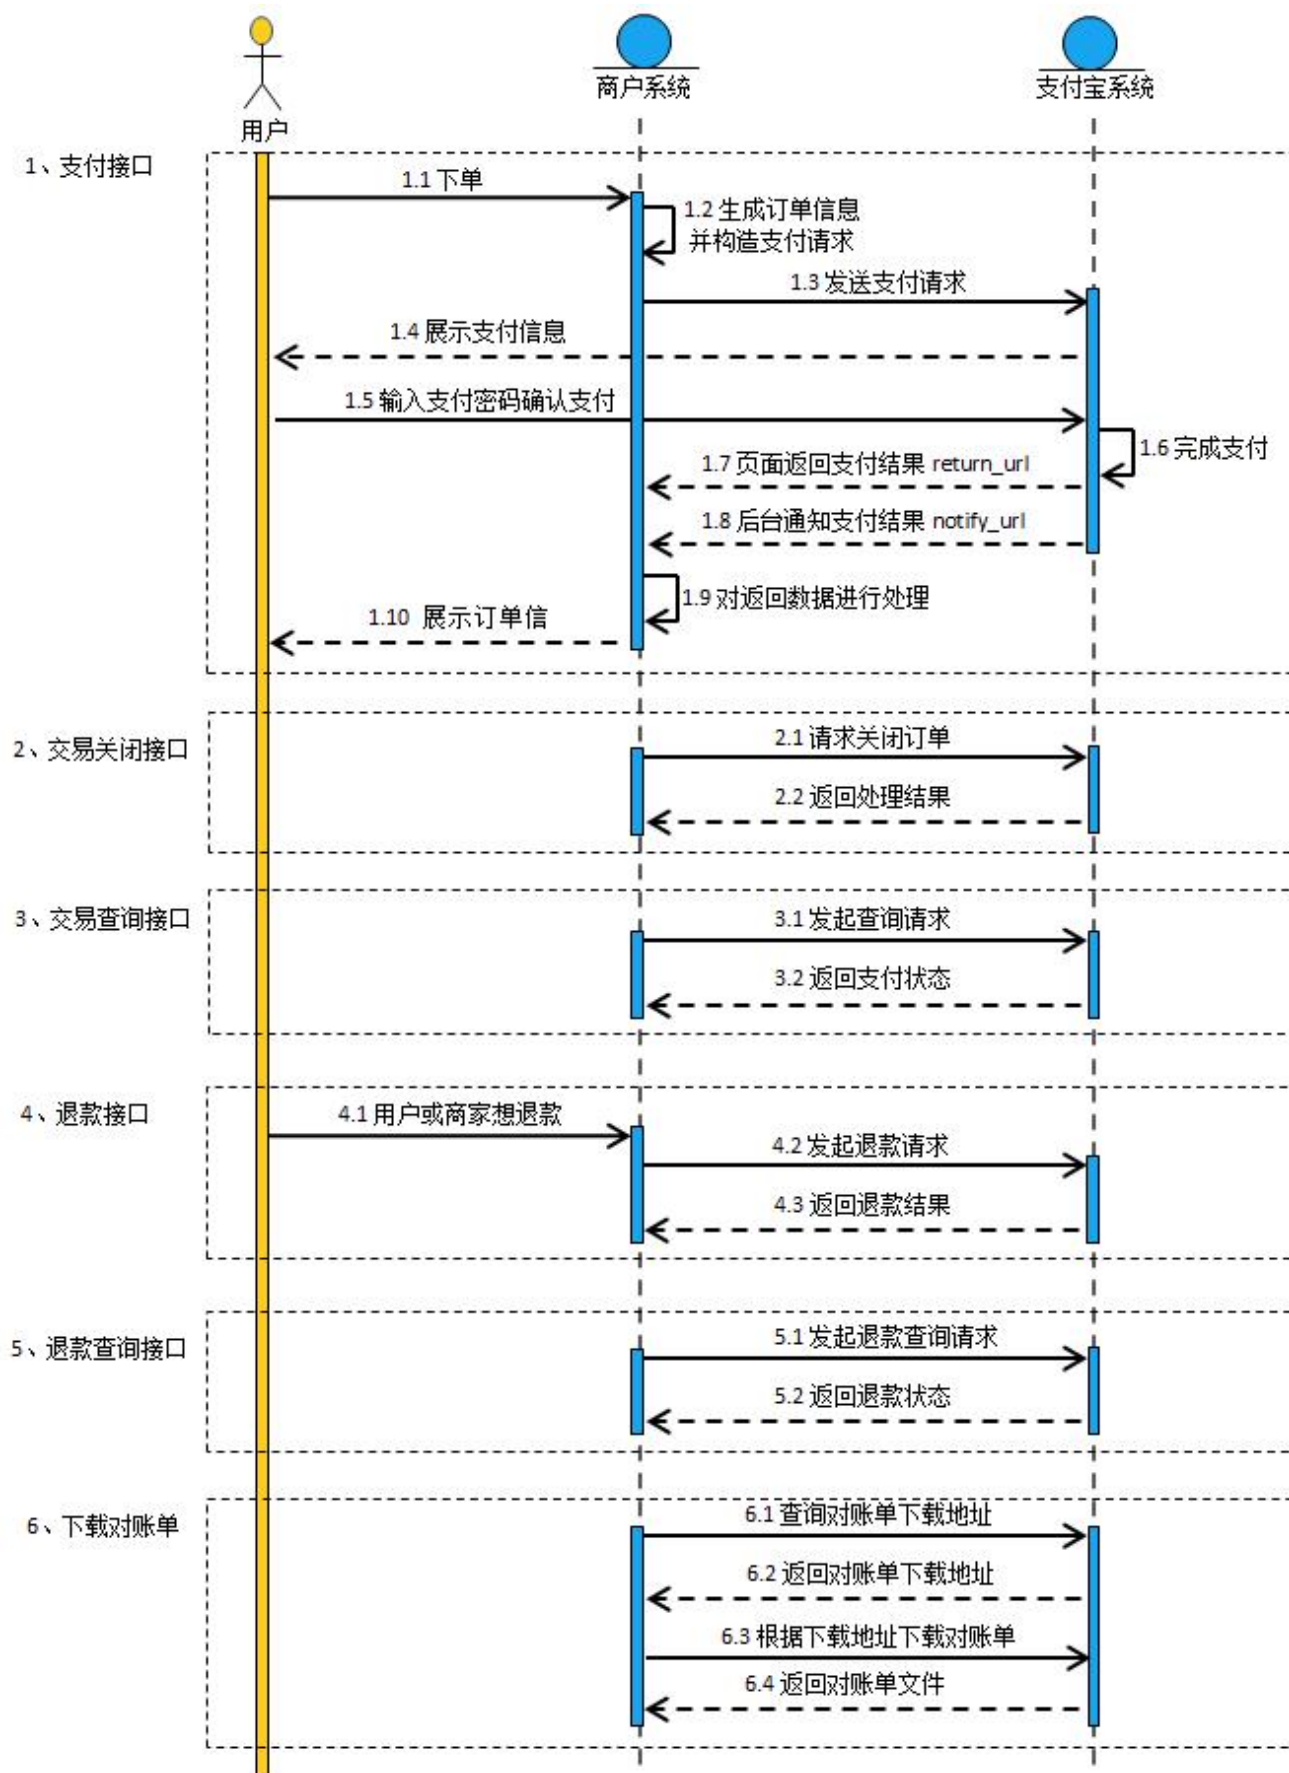 用户
商户系统
支付宝系统
1、支付接口
1.1 下单
1.2 生成订单信息
并构造支付请求
1.3 发送支付请求
1.4 展示支付信息
1.5 输入支付密码确认支付
1.6 完成支付
1.7 页面返回支付结果 return_url
1.8 后台通知支付结果 notify_url
1.9 对返回数据进行处理
1.10 展示订单信
2、交易关闭接口
2.1 请求关闭订单
2.2 返回处理结果
3、交易查询接口
3.1 发起查询请求
3.2 返回支付状态
4、退款接口
4.1 用户或商家想退款
4.2 发起退款请求
4.3 返回退款结果
5、退款查询接口
5.1 发起退款查询请求
5.2 返回退款状态
6、下载对账单
6.1 查询对账单下载地址
6.2 返回对账单下载地址
6.3 根据下载地址下载对账单
6.4 返回对账单文件